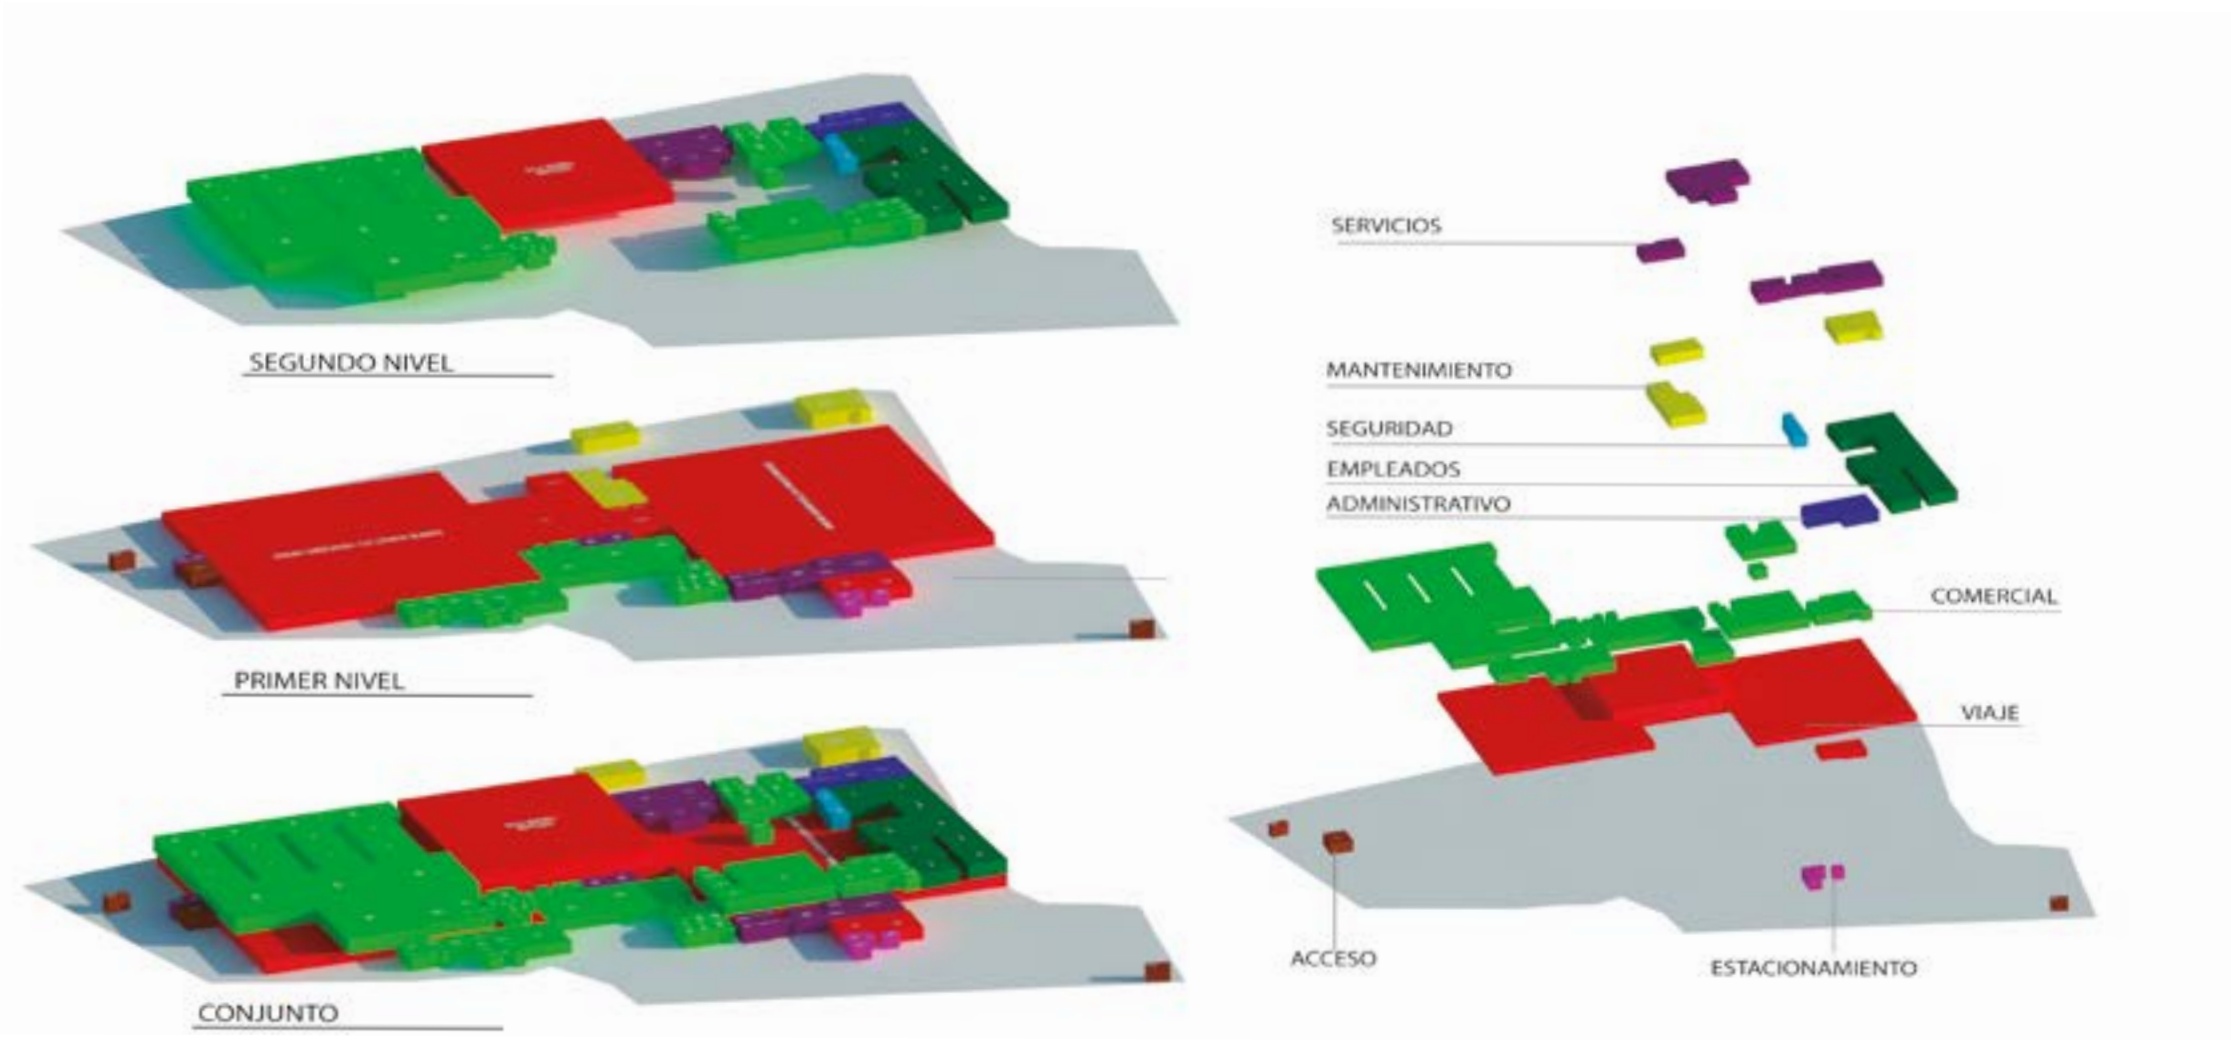 SEGUNDO NIVEL
PRIMER NIVEL
CONJUNTO
SERVICIOS
MANTENIMIENTO
SEGURIDAD
EMPLEADOS
ADMINISTRATIVO
COMERCIAL
VIAJE
ACCESO
ESTACIONAMIENTO